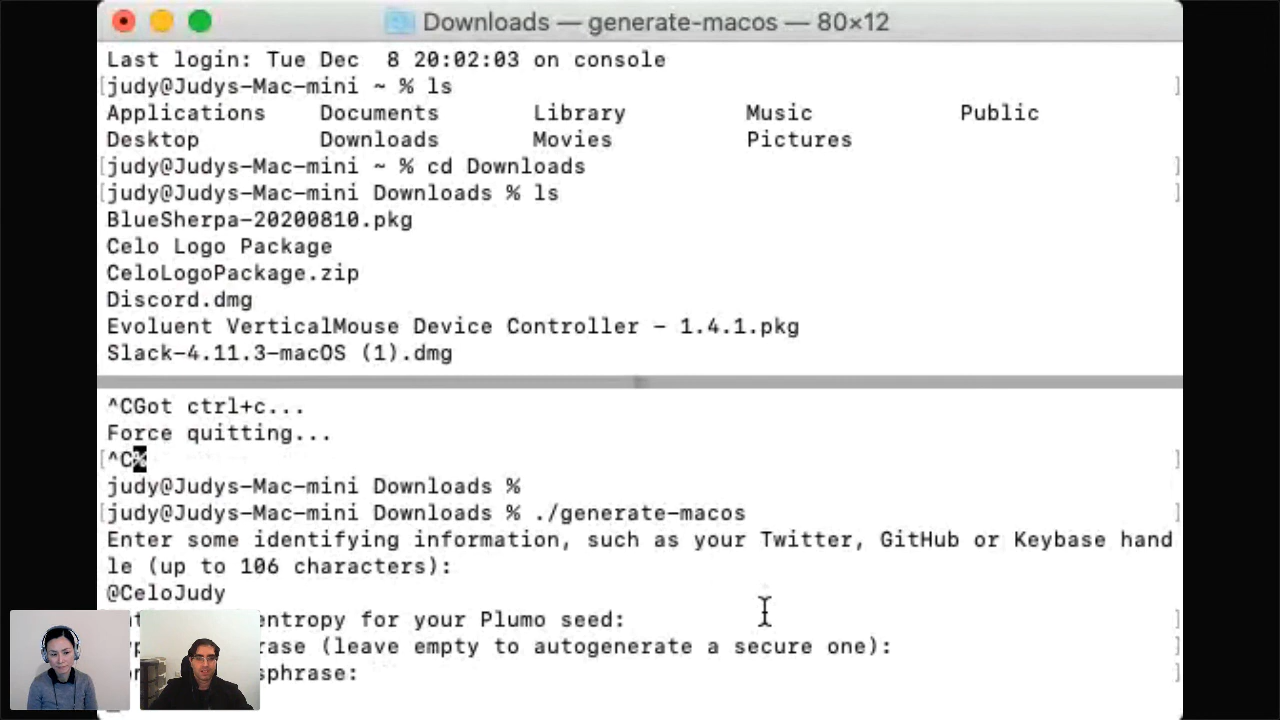 Downloads — generate-macos — 80×12
Last login: Tue Dec  8 20:02:03 on console
[judy@Judys-Mac-mini ~ % ls ]
Applications    Documents       Library         Music           Public
Desktop         Downloads       Movies          Pictures
[judy@Judys-Mac-mini ~ % cd Downloads ]
[judy@Judys-Mac-mini Downloads % ls ]
BlueSherpa-20200810.pkg
Celo Logo Package
CeloLogoPackage.zip
Discord.dmg
Evoluent VerticalMouse Device Controller - 1.4.1.pkg
Slack-4.11.3-macOS (1).dmg
^CGot ctrl+c...
Force quitting...
[^C% ]
judy@Judys-Mac-mini Downloads %
[judy@Judys-Mac-mini Downloads % ./generate-macos ]
Enter some identifying information, such as your Twitter, GitHub or Keybase hand
le (up to 106 characters):
@CeloJudy
entropy for your Plumo seed: ]
rase (leave empty to autogenerate a secure one): ]
sphrase: ]